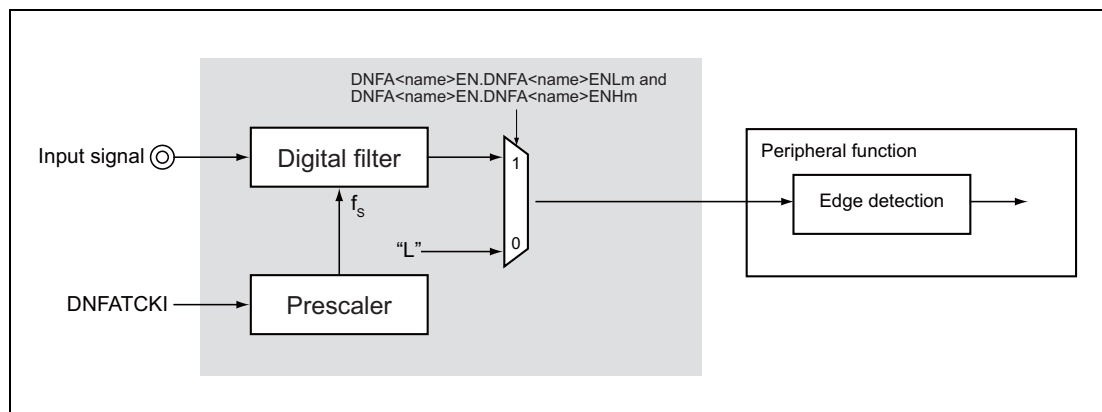 DNFA<name>EN.DNFA<name>ENLm and
DNFA<name>EN.DNFA<name>ENHm
Input signal
Digital filter
1
Peripheral function
Edge detection
fs
“L”
0
DNFATCKI
Prescaler